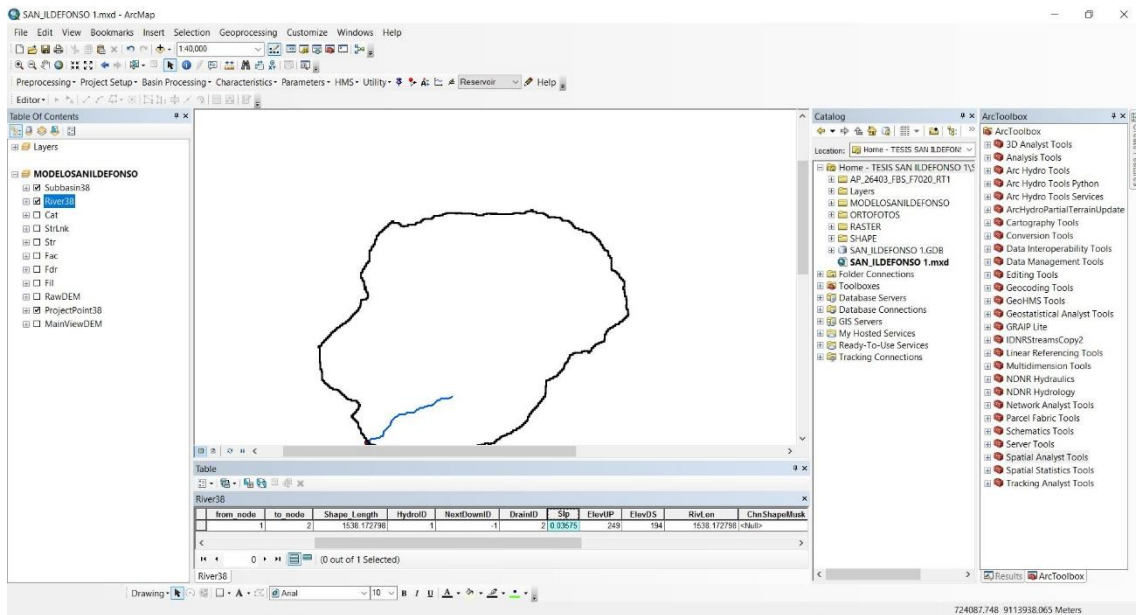 SAN_ILDEFONSO 1.mxd - ArcMap
File Edit View Bookmarks Insert Selection Geoprocessing Customize Windows Help
1:40,000
Preprocessing Project Setup Basin Processing Characteristics Parameters HMS Utility Reservoir Help
Editor
Table Of Contents
Layers
MODELOSANILDEFONSO
Subbasin38
River38
Cat
StrLnk
Str
Fac
Fdr
Fil
RawDEM
ProjectPoint38
MainViewDEM
Table
River38
from_node to_node Shape_Length HydroID NextDownID DrainID Slp ElevUP ElevDS RivLen ChnShapeMusk
1 2 1538.172798 1 -1 2 0.03575 249 194 1538.172798 <Null>
0 (0 out of 1 Selected)
River38
Catalog
Location: Home - TESIS SAN ILDEFON
Home - TESIS SAN ILDEFONSO 1\S
AP_26403_FBS_F7020_RT1
Layers
MODELOSANILDEFONSO
ORTOFOTOS
RASTER
SHAPE
SAN_ILDEFONSO 1.GDB
SAN_ILDEFONSO 1.mxd
Folder Connections
Toolboxes
Database Servers
Database Connections
GIS Servers
My Hosted Services
Ready-To-Use Services
Tracking Connections
ArcToolbox
ArcToolbox
3D Analyst Tools
Analysis Tools
Arc Hydro Tools
Arc Hydro Tools Python
Arc Hydro Tools Services
ArcHydroPartialTerrainUpdate
Cartography Tools
Conversion Tools
Data Interoperability Tools
Data Management Tools
Editing Tools
Geocoding Tools
GeoHMS Tools
Geostatistical Analyst Tools
GRAIP Lite
IDNRStreamsCopy2
Linear Referencing Tools
Multidimension Tools
NDNR Hydraulics
NDNR Hydrology
Network Analyst Tools
Parcel Fabric Tools
Schematics Tools
Server Tools
Spatial Analyst Tools
Spatial Statistics Tools
Tracking Analyst Tools
Results ArcToolbox
Create Features
Drawing A Arial 10 B I U A
724087.748 9113938.065 Meters